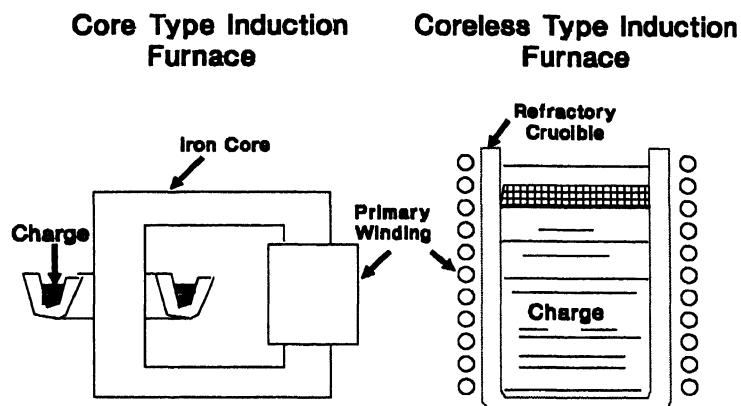 Core Type Induction
Furnace
Coreless Type Induction
Furnace
Iron Core
Charge
Primary
Winding
Refractory
Crucible
Charge